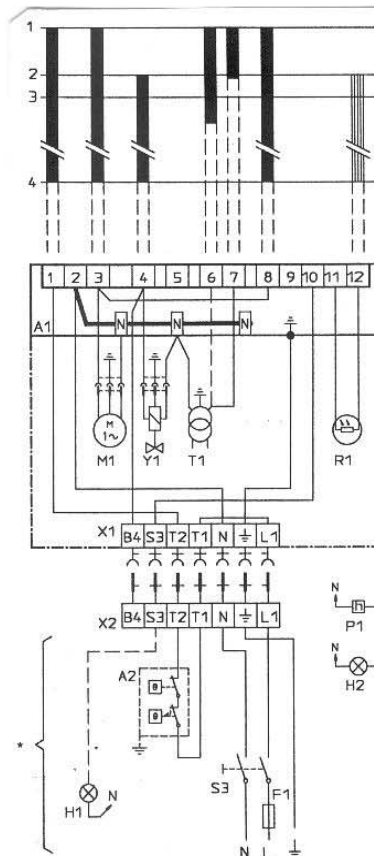 1
2
3
4
1 2 3 4 5 6 7 8 9 10 11 12
A1
N N N
M
1~
M1 Y1 T1 R1
X1
B4 S3 T2 T1 N L1
X2
B4 S3 T2 T1 N L1
N
h
P1
A2
θ
θ
N
H2
*
S3
F1
H1
N
N L